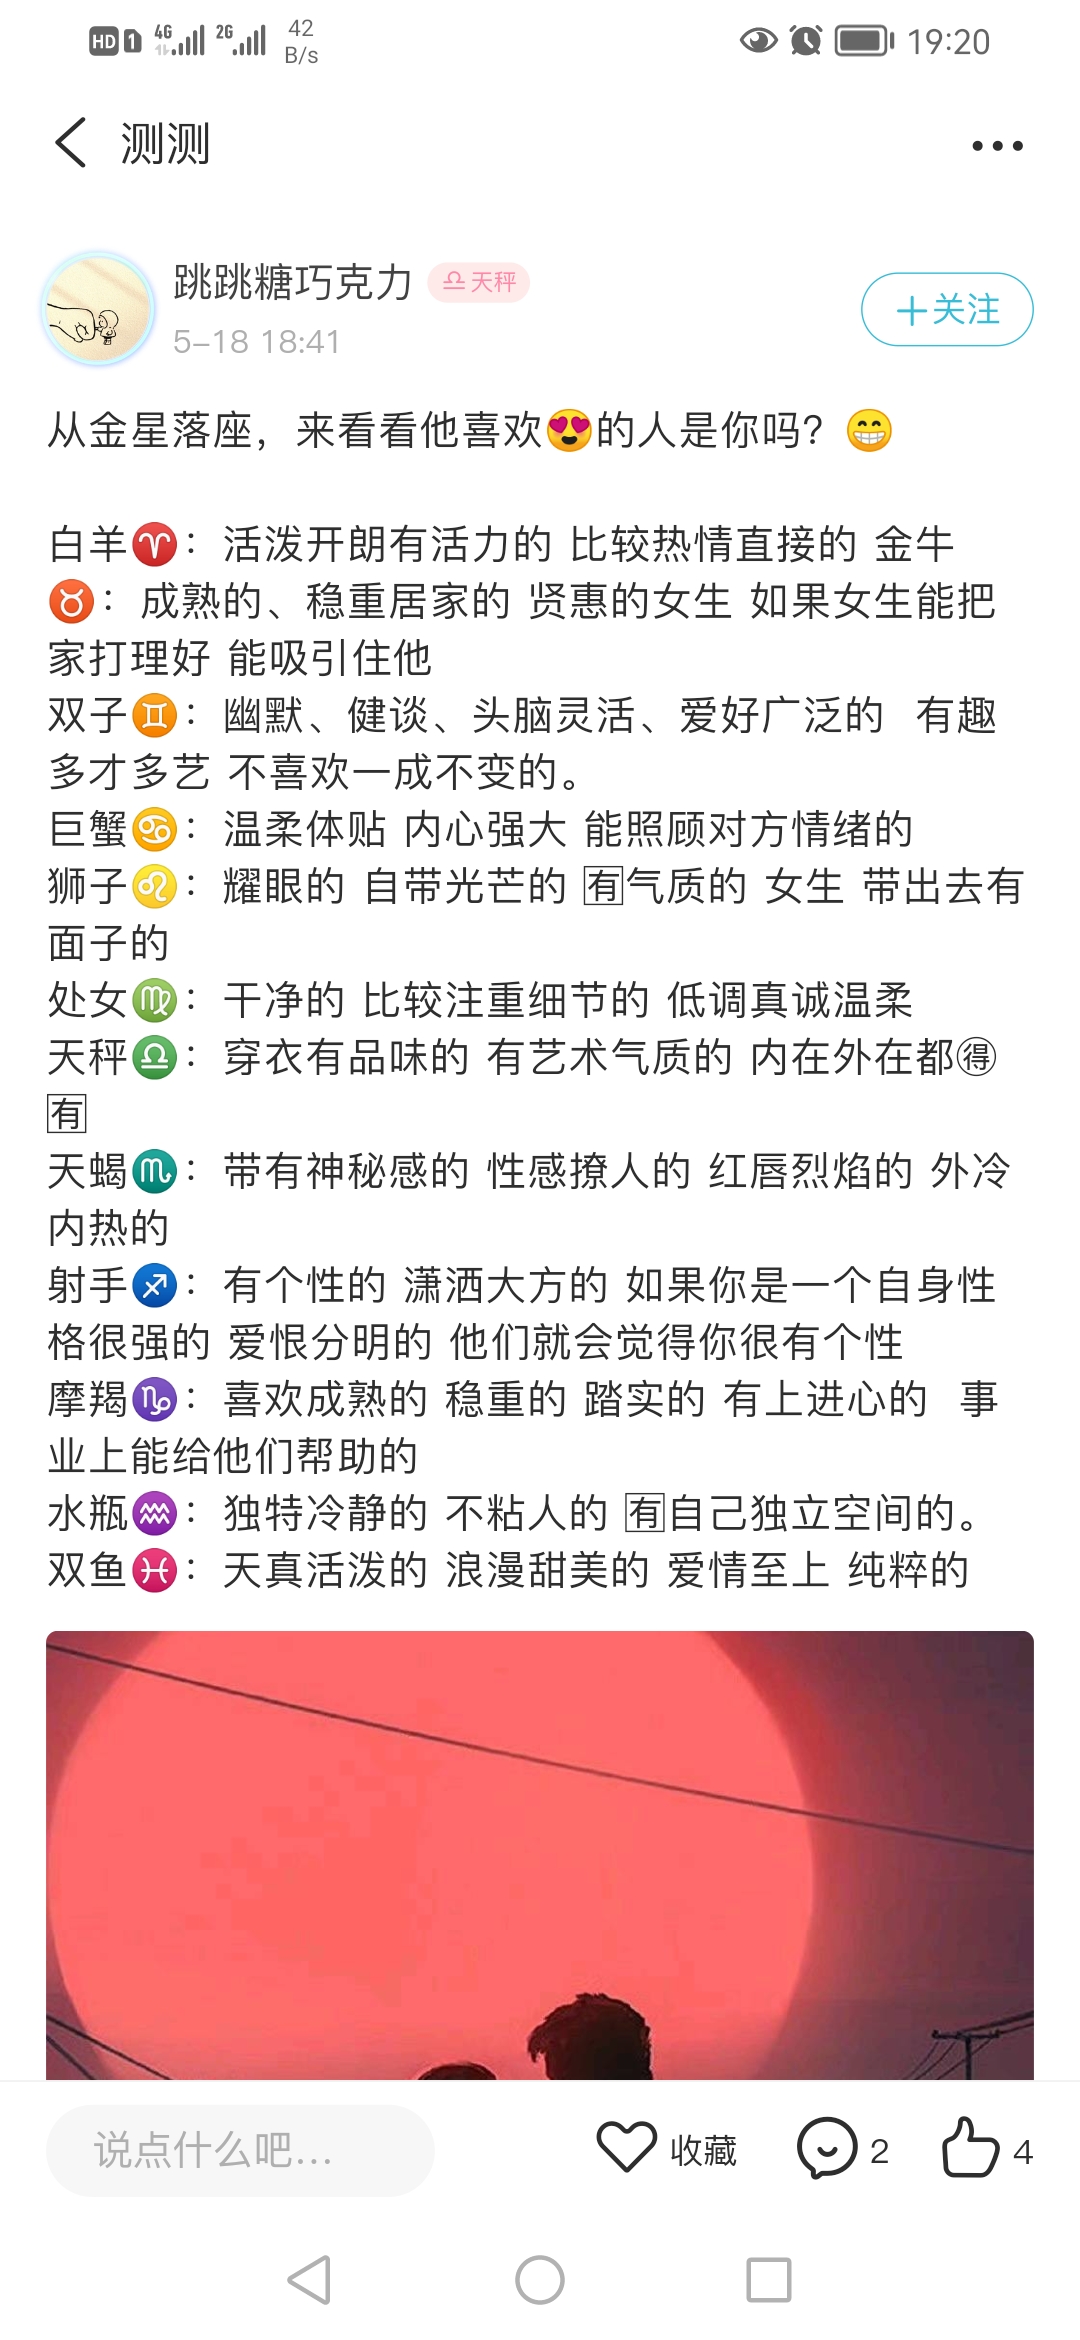 HD 1 4G 2G 42 B/s 19:20
测测
跳跳糖巧克力 ♎天秤
5-18 18:41
+关注
从金星落座，来看看他喜欢😍的人是你吗？😁
白羊♈：活泼开朗有活力的 比较热情直接的 金牛
♉：成熟的、稳重居家的 贤惠的女生 如果女生能把
家打理好 能吸引住他
双子♊：幽默、健谈、头脑灵活、爱好广泛的 有趣
多才多艺 不喜欢一成不变的。
巨蟹♋：温柔体贴 内心强大 能照顾对方情绪的
狮子♌：耀眼的 自带光芒的 🈶气质的 女生 带出去有
面子的
处女♍：干净的 比较注重细节的 低调真诚温柔
天秤♎：穿衣有品味的 有艺术气质的 内在外在都🉐
🈶
天蝎♏：带有神秘感的 性感撩人的 红唇烈焰的 外冷
内热的
射手♐：有个性的 潇洒大方的 如果你是一个自身性
格很强的 爱恨分明的 他们就会觉得你很有个性
摩羯♑：喜欢成熟的 稳重的 踏实的 有上进心的 事
业上能给他们帮助的
水瓶♒：独特冷静的 不粘人的 🈶自己独立空间的。
双鱼♓：天真活泼的 浪漫甜美的 爱情至上 纯粹的
说点什么吧... 收藏 2 4